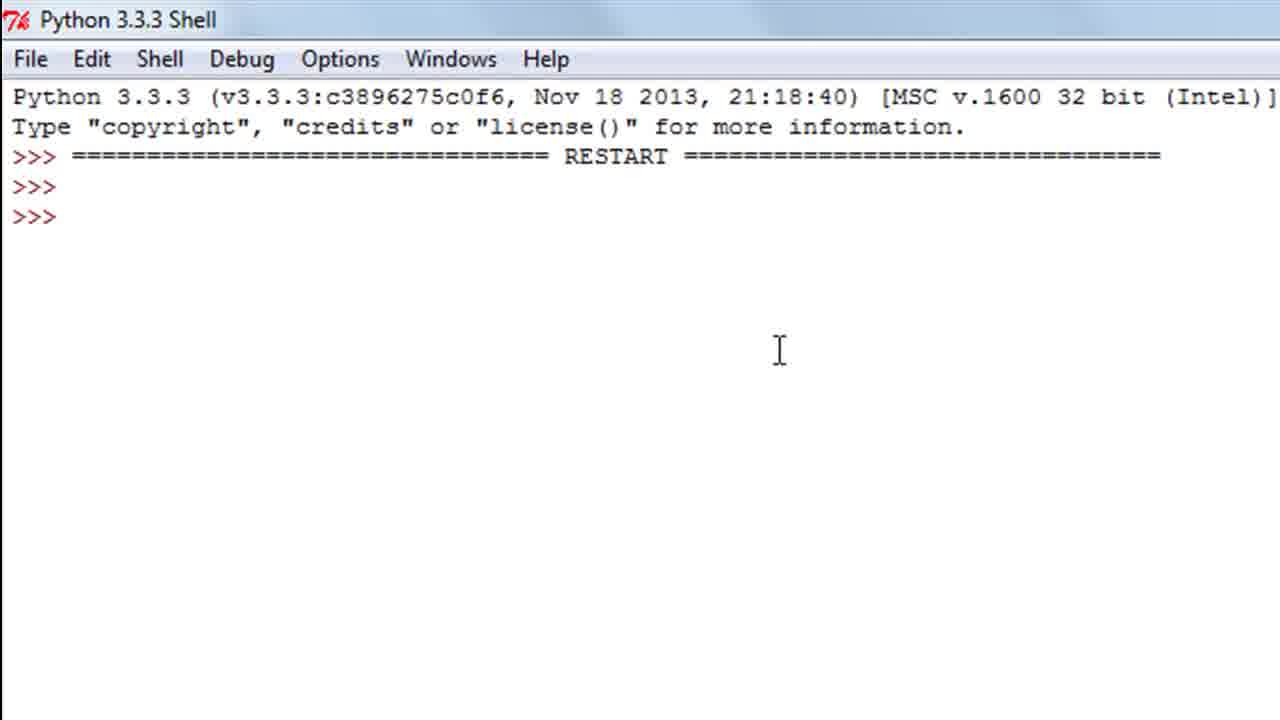 Python 3.3.3 Shell
File Edit Shell Debug Options Windows Help
Python 3.3.3 (v3.3.3:c3896275c0f6, Nov 18 2013, 21:18:40) [MSC v.1600 32 bit (Intel)]
Type "copyright", "credits" or "license()" for more information.
>>> ================================ RESTART ================================
>>>
>>>